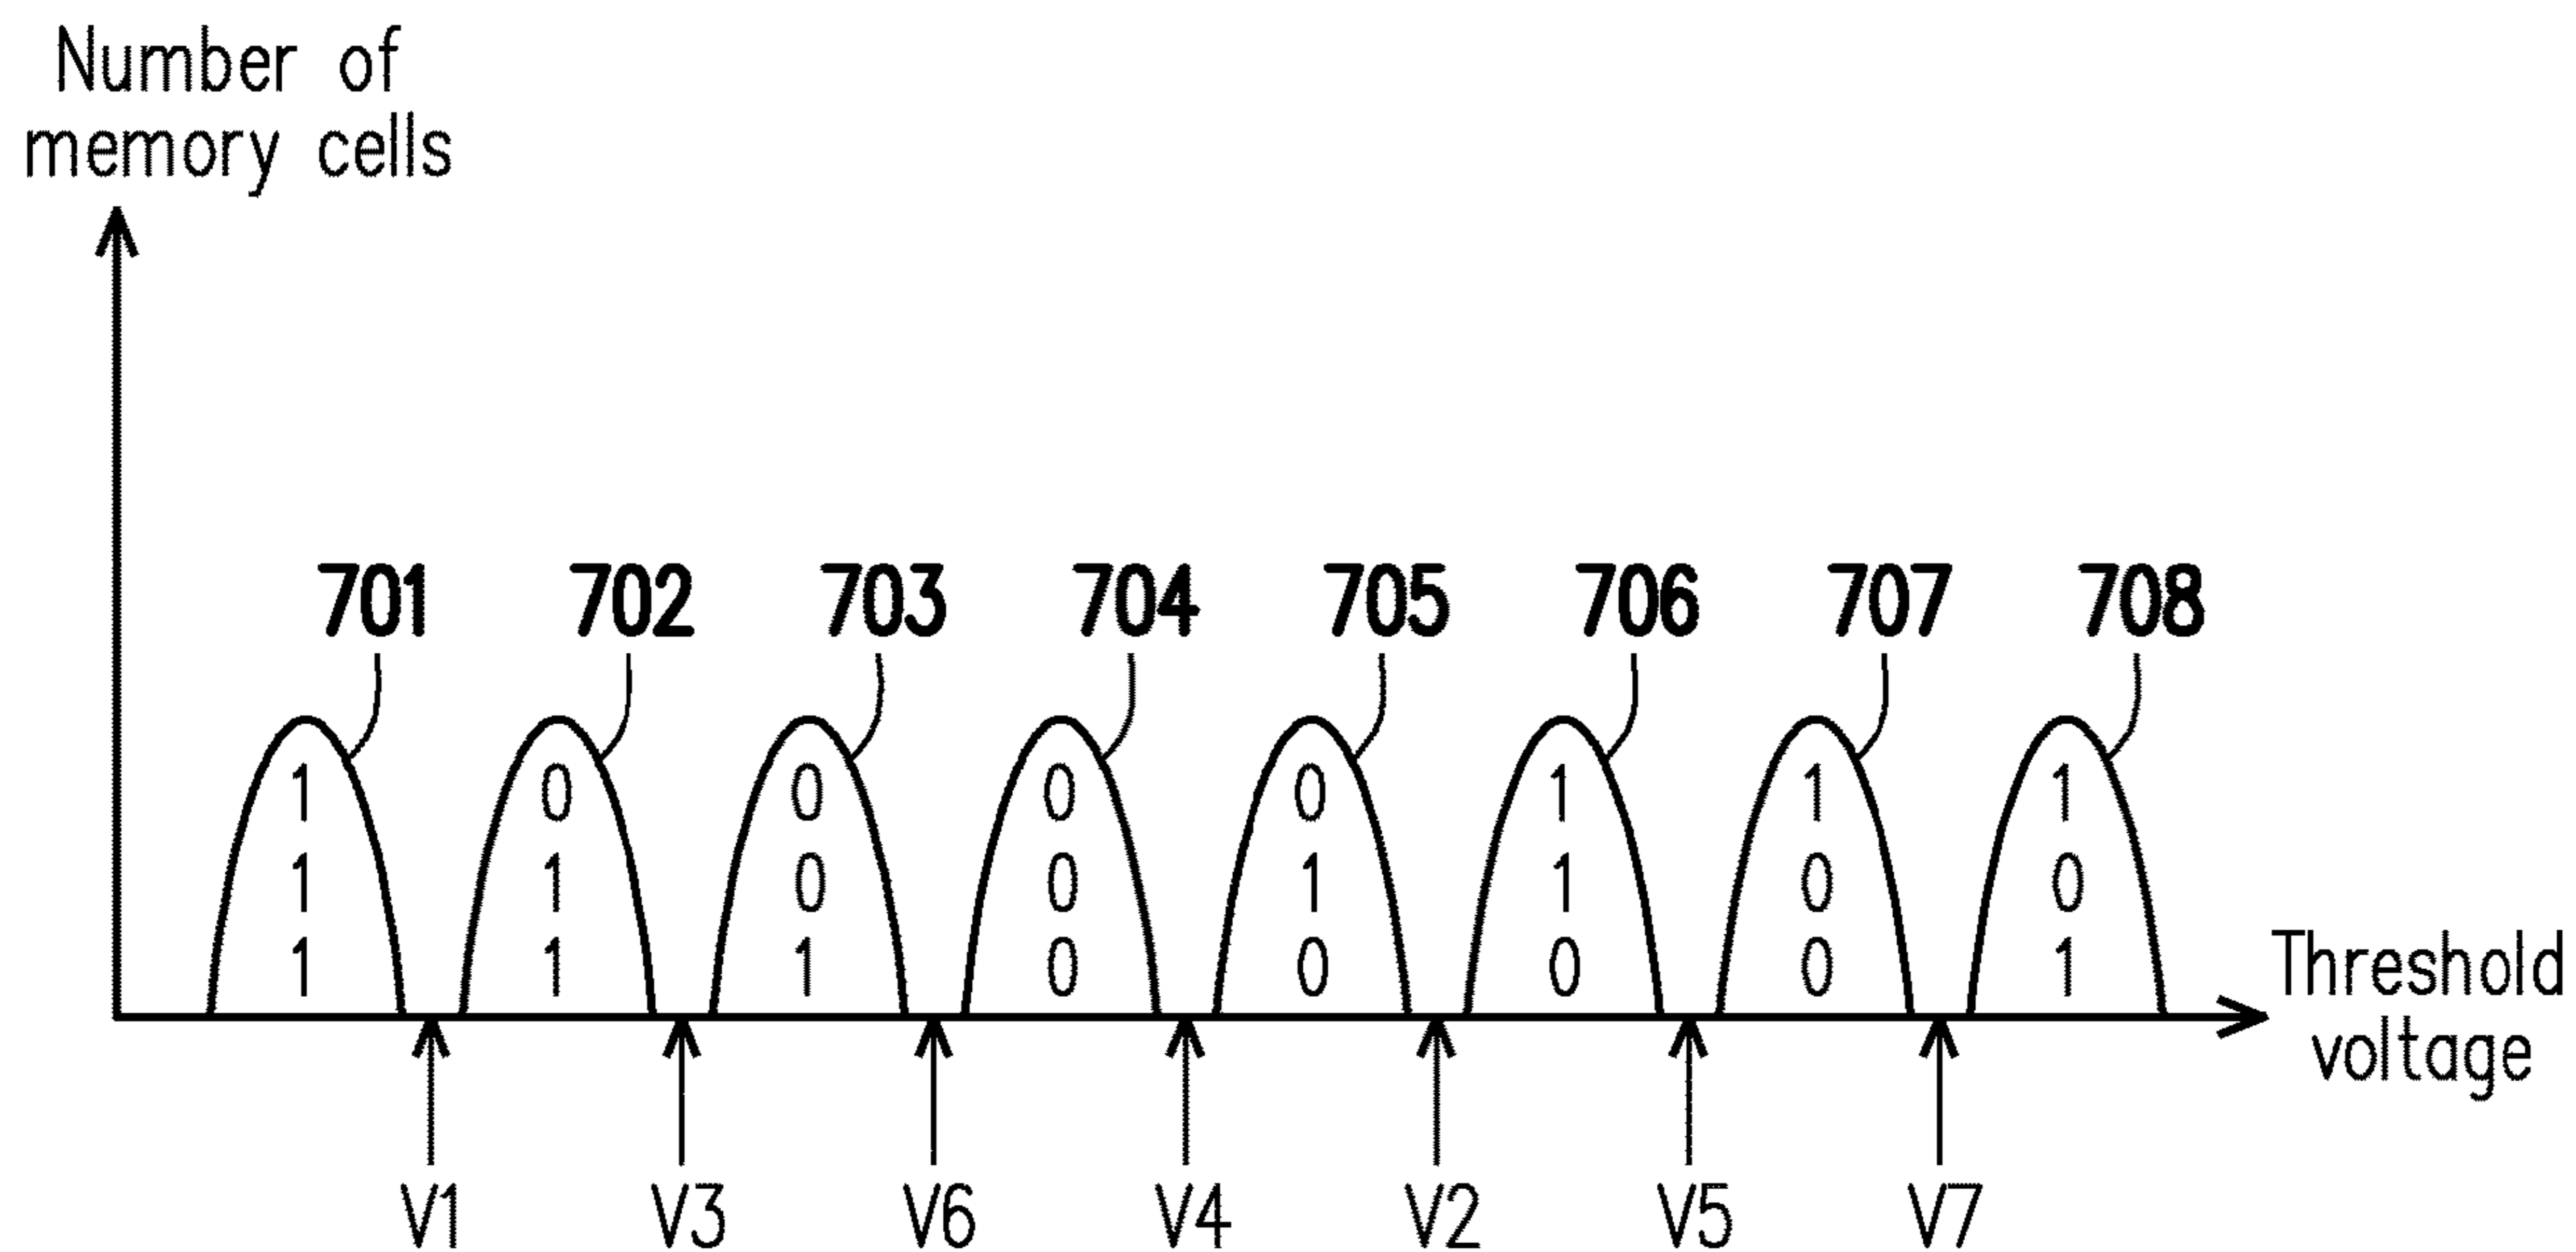 Number of
memory cells
701 702 703 704 705 706 707 708
1 0 0 0 0 1 1 1
1 1 0 0 1 1 0 0
1 1 1 0 0 0 0 1
Threshold
voltage
V1 V3 V6 V4 V2 V5 V7